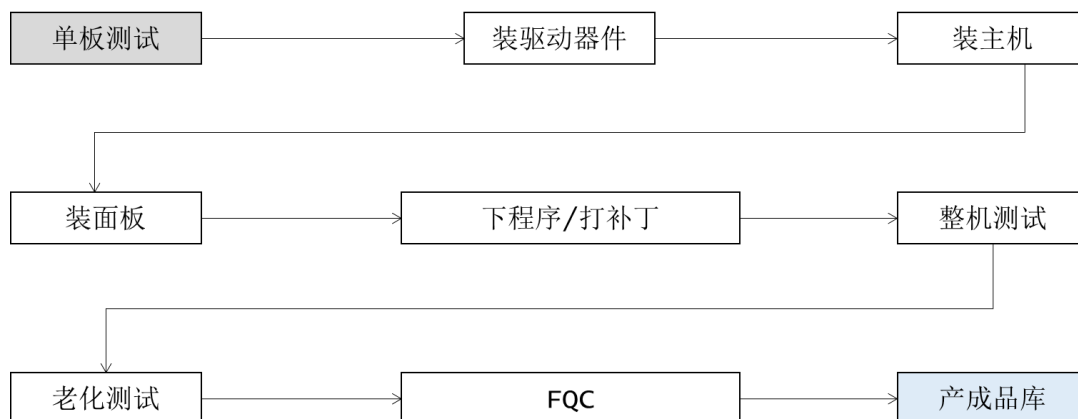 单板测试
装驱动器件
装主机
装面板
下程序/打补丁
整机测试
老化测试
FQC
产成品库